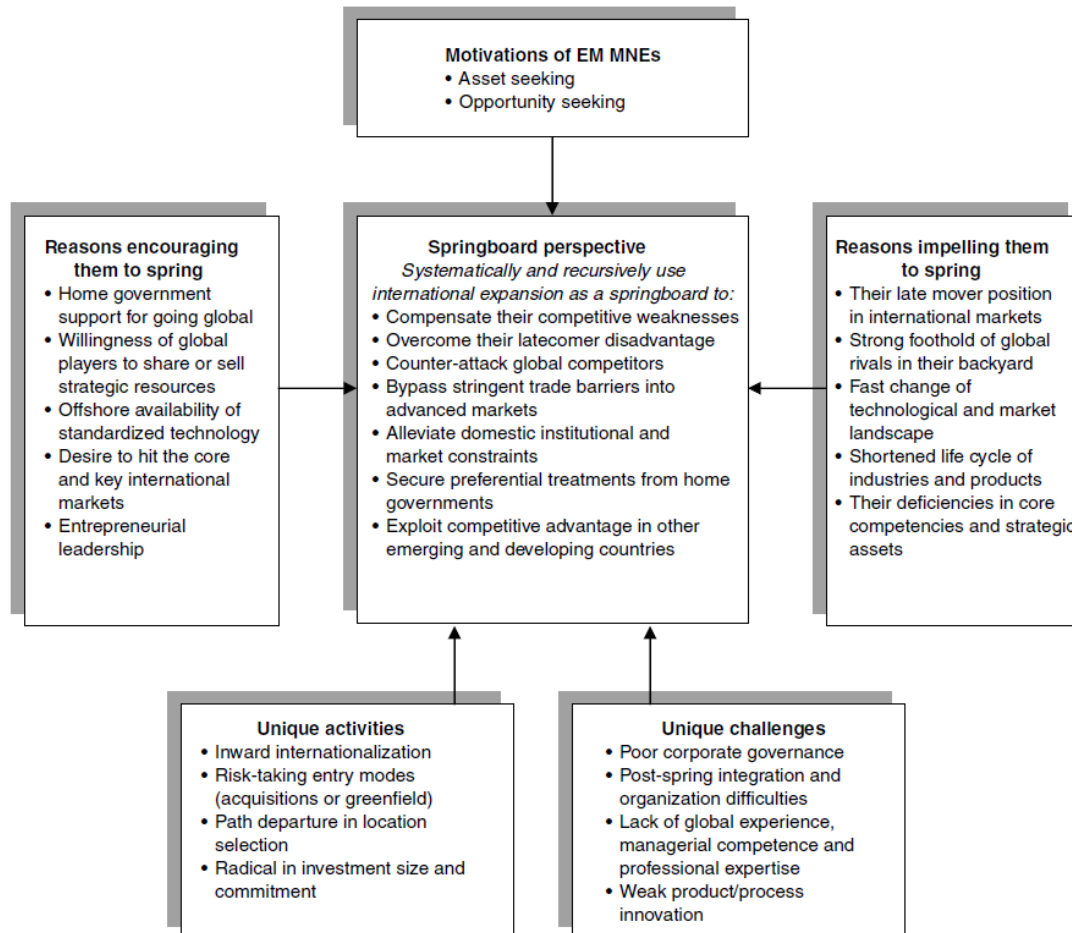 Motivations of EM MNEs
• Asset seeking
• Opportunity seeking
Reasons encouraging
them to spring
• Home government
support for going global
• Willingness of global
players to share or sell
strategic resources
• Offshore availability of
standardized technology
• Desire to hit the core
and key international
markets
• Entrepreneurial
leadership
Springboard perspective
Systematically and recursively use
international expansion as a springboard to:
• Compensate their competitive weaknesses
• Overcome their latecomer disadvantage
• Counter-attack global competitors
• Bypass stringent trade barriers into
advanced markets
• Alleviate domestic institutional and
market constraints
• Secure preferential treatments from home
governments
• Exploit competitive advantage in other
emerging and developing countries
Reasons impelling them
to spring
• Their late mover position
in international markets
• Strong foothold of global
rivals in their backyard
• Fast change of
technological and market
landscape
• Shortened life cycle of
industries and products
• Their deficiencies in core
competencies and strategic
assets
Unique activities
• Inward internationalization
• Risk-taking entry modes
(acquisitions or greenfield)
• Path departure in location
selection
• Radical in investment size and
commitment
Unique challenges
• Poor corporate governance
• Post-spring integration and
organization difficulties
• Lack of global experience,
managerial competence and
professional expertise
• Weak product/process
innovation